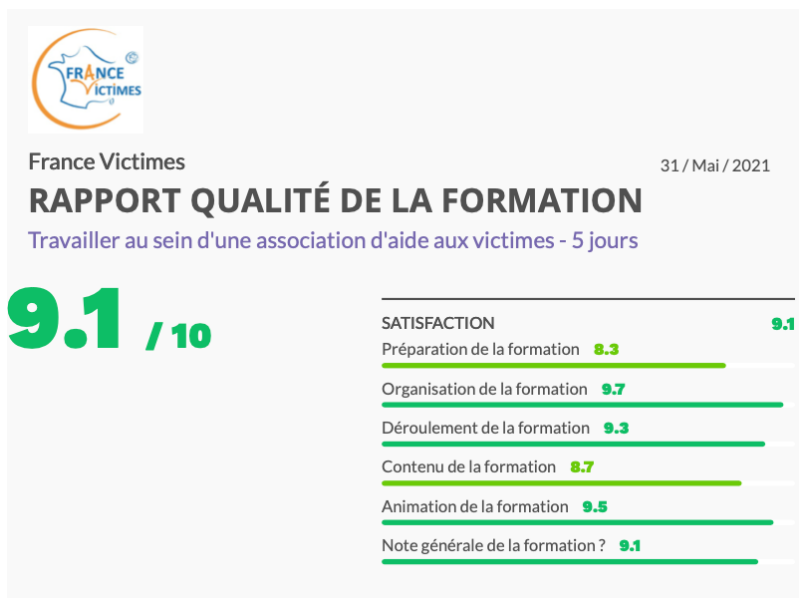 FRANCE
VICTIMES
France Victimes
31 / Mai / 2021
RAPPORT QUALITÉ DE LA FORMATION
Travailler au sein d'une association d'aide aux victimes - 5 jours
9.1 / 10
SATISFACTION 9.1
Préparation de la formation 8.3
Organisation de la formation 9.7
Déroulement de la formation 9.3
Contenu de la formation 8.7
Animation de la formation 9.5
Note générale de la formation ? 9.1